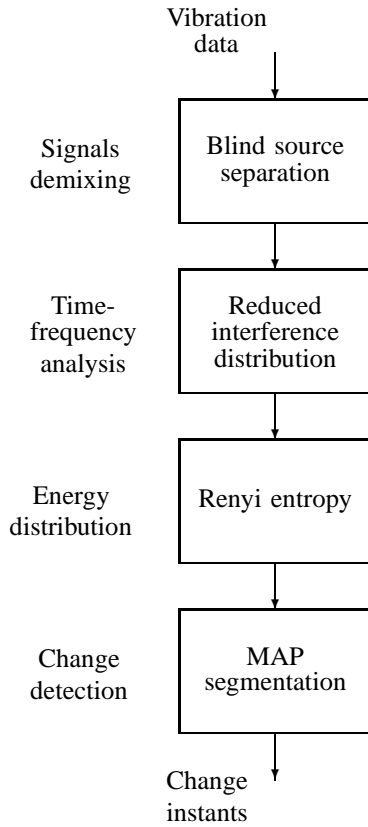 Vibration
data
Signals
demixing
Blind source
separation
Time-
frequency
analysis
Reduced
interference
distribution
Energy
distribution
Renyi entropy
Change
detection
MAP
segmentation
Change
instants